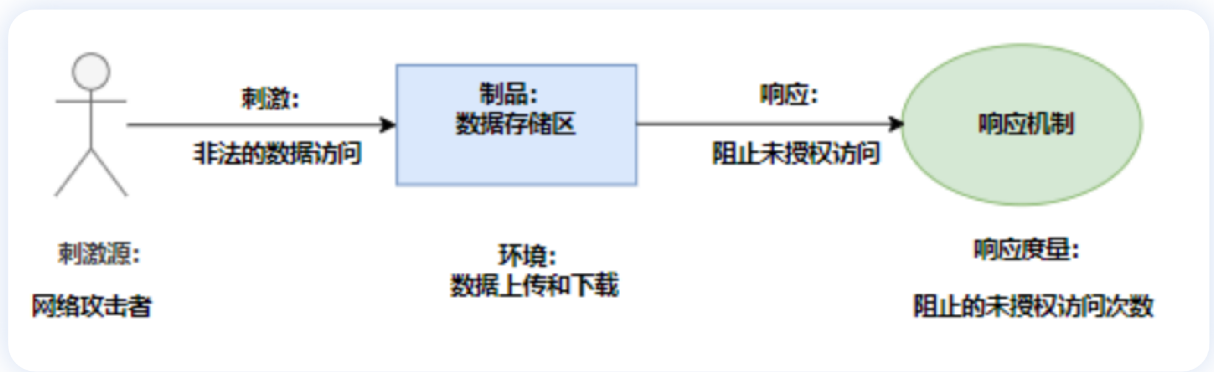 刺激:
非法的数据访问
制品:
数据存储区
响应:
阻止未授权访问
响应机制
刺激源:
网络攻击者
环境:
数据上传和下载
响应度量:
阻止的未授权访问次数